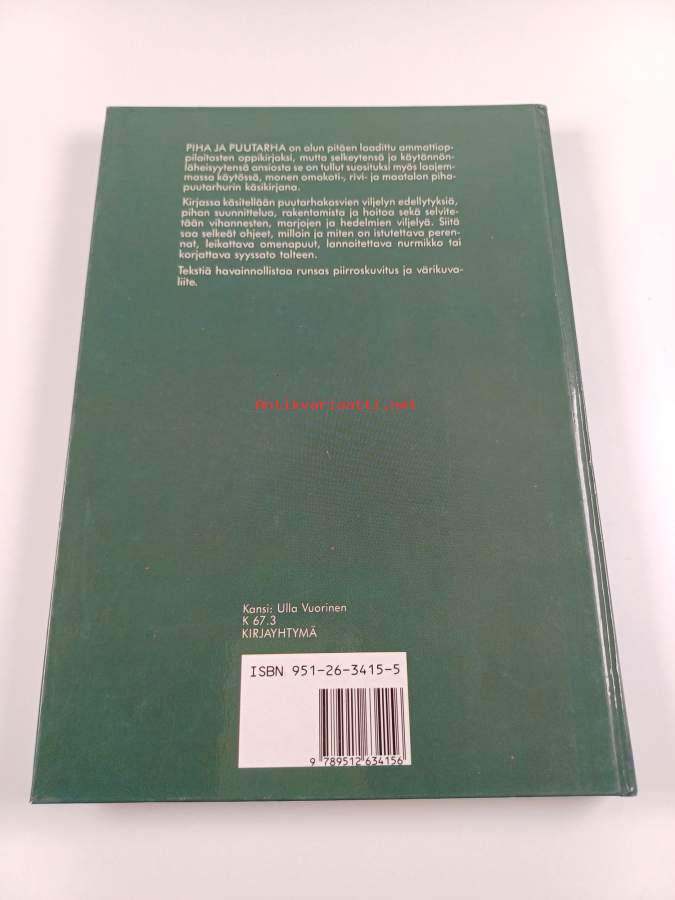 PIHA JA PUUTARHA on alun pitäen laadittu ammattiop-
pilaitosten oppikirjaksi, mutta selkeytensä ja käytännön-
läheisyytensä ansiosta se on tullut suosituksi myös laajem-
massa käytössä, monen omakoti-, rivi- ja maatalon piha-
puutarhurin käsikirjana.
Kirjassa käsitellään puutarhakasvien viljelyn edellytyksiä,
pihan suunnittelua, rakentamista ja hoitoa sekä selvite-
tään vihannesten, marjojen ja hedelmien viljelyä. Siitä
saa selkeät ohjeet, milloin ja miten on istutettava peren-
nat, leikattava omenapuut, lannoitettava nurmikko tai
korjattava syyssato talteen.
Tekstiä havainnollistaa runsas piirroskuvitus ja värikuva-
liite.
Antikvariaatti.net
Kansi: Ulla Vuorinen
K 67.3
KIRJAYHTYMÄ
ISBN 951-26-3415-5
9 789512 634156